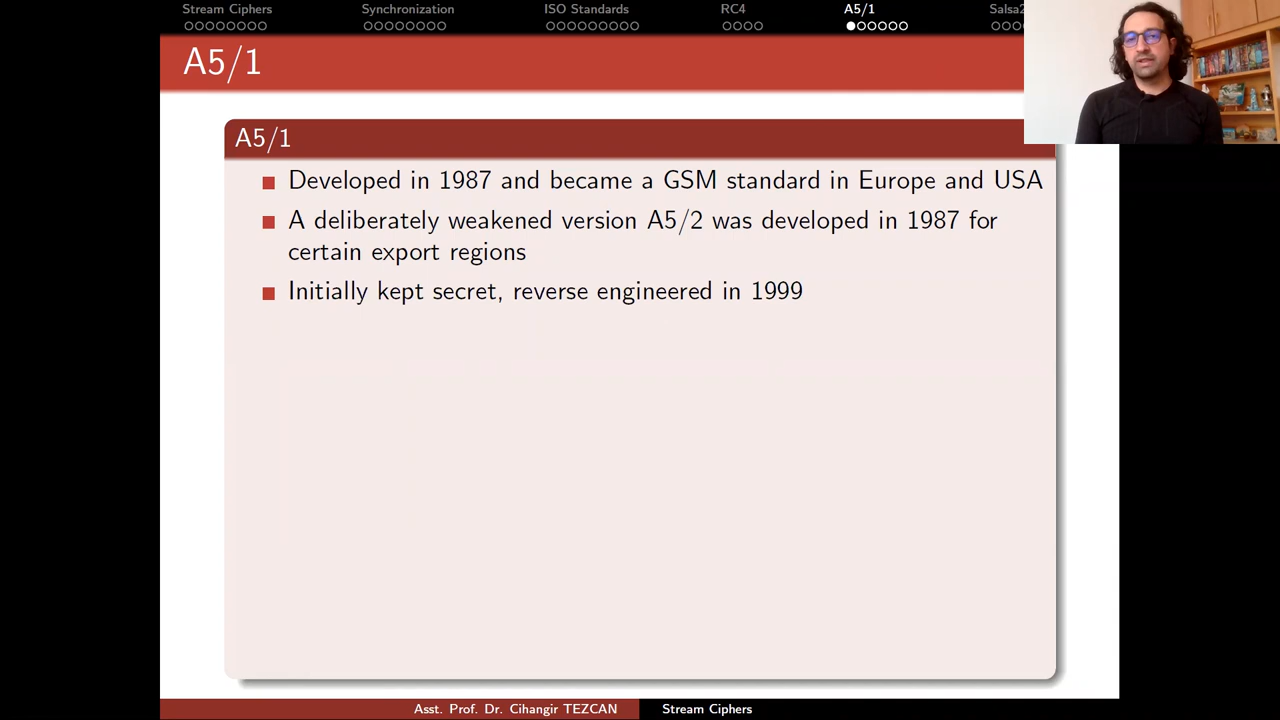 Stream Ciphers Synchronization ISO Standards RC4 A5/1 Salsa2
A5/1
A5/1
Developed in 1987 and became a GSM standard in Europe and USA
A deliberately weakened version A5/2 was developed in 1987 for
certain export regions
Initially kept secret, reverse engineered in 1999
Asst. Prof. Dr. Cihangir TEZCAN Stream Ciphers